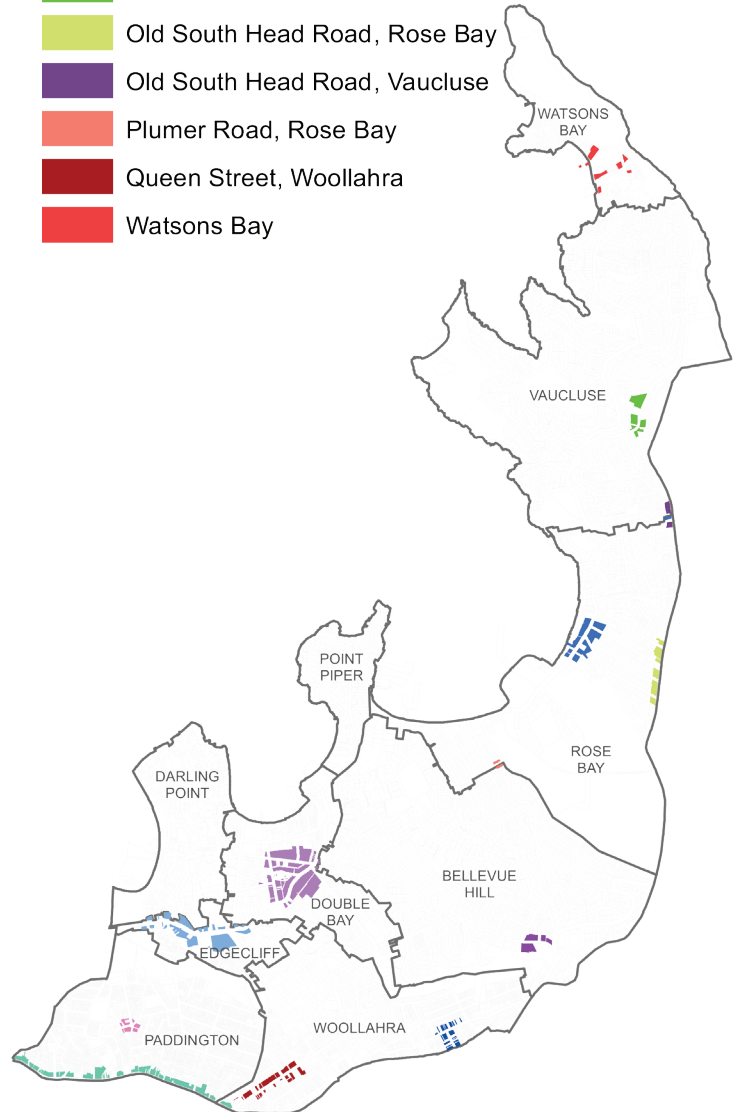 Old South Head Road, Rose Bay
Old South Head Road, Vaucluse
Plumer Road, Rose Bay
Queen Street, Woollahra
Watsons Bay
WATSONS
BAY
VAUCLUSE
POINT
PIPER
ROSE
BAY
DARLING
POINT
BELLEVUE
HILL
DOUBLE
BAY
EDGECLIFF
WOOLLAHRA
PADDINGTON